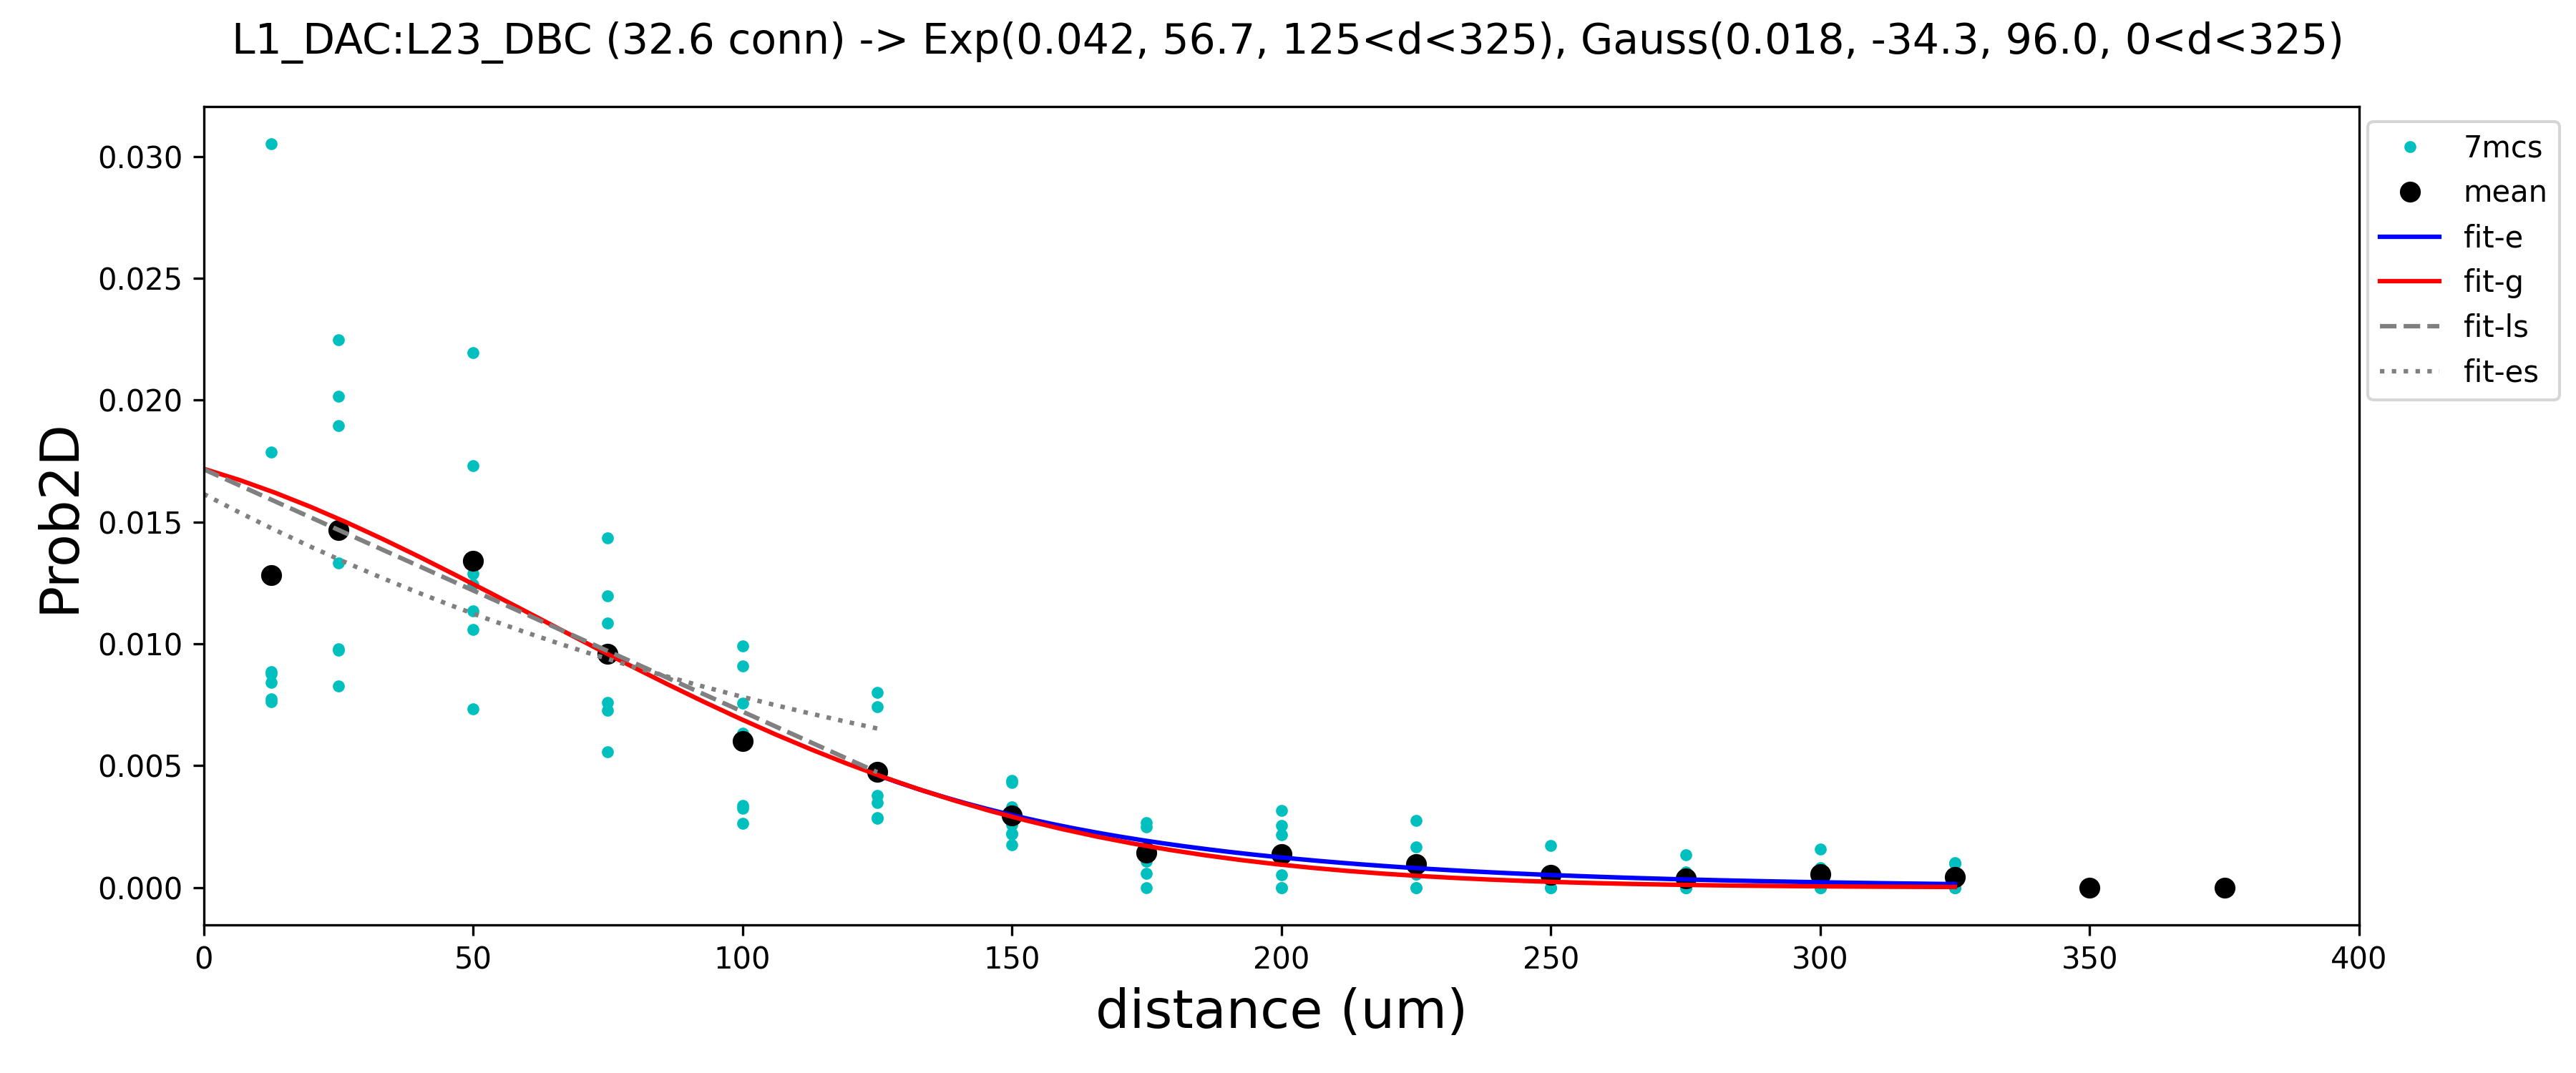 L1_DAC:L23_DBC (32.6 conn) -> Exp(0.042, 56.7, 125<d<325), Gauss(0.018, -34.3, 96.0, 0<d<325)
Prob2D
0.030
0.025
0.020
0.015
0.010
0.005
0.000
0 50 100 150 200 250 300 350 400
distance (um)
7mcs
mean
fit-e
fit-g
fit-ls
fit-es